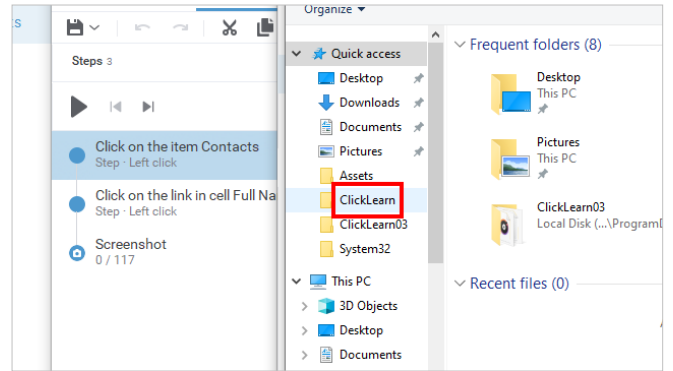 s
Organize
Steps 3
Click on the item Contacts
Step · Left click
Click on the link in cell Full Na
Step · Left click
Screenshot
0 / 117
Quick access
Desktop
Downloads
Documents
Pictures
Assets
ClickLearn
ClickLearn03
System32
This PC
3D Objects
Desktop
Documents
Frequent folders (8)
Desktop
This PC
Pictures
This PC
ClickLearn03
Local Disk (...\Program
Recent files (0)